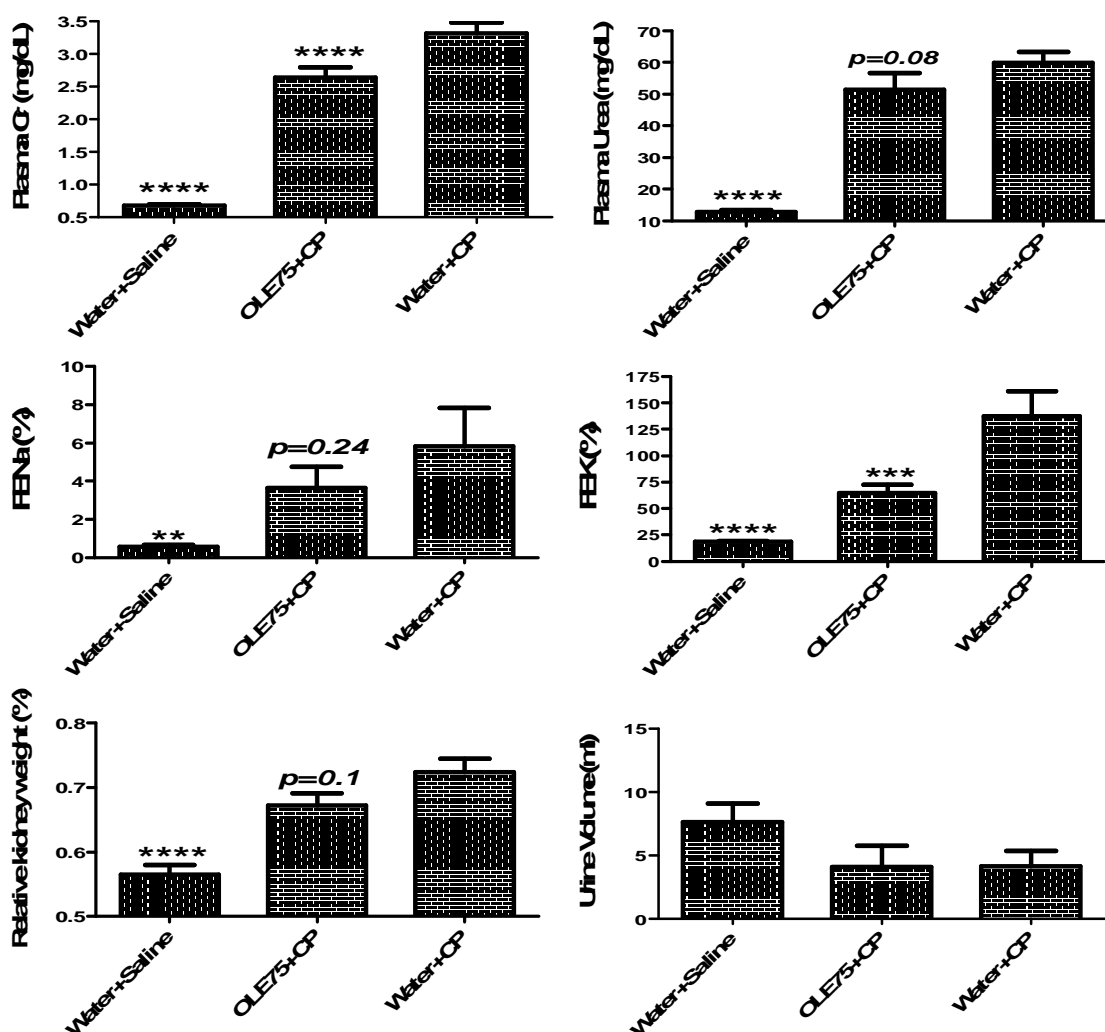 Plasma Cr (mg/dL)
3.5
3.0
2.5
2.0
1.5
1.0
0.5
****
****
Water+Saline
OLE75+CP
Water+CP
Plasma Urea (mg/dL)
70
60
50
40
30
20
10
****
p=0.08
Water+Saline
OLE75+CP
Water+CP
FENa (%)
10
8
6
4
2
0
**
p=0.24
Water+Saline
OLE75+CP
Water+CP
FEK (%)
175
150
125
100
75
50
25
0
****
***
Water+Saline
OLE75+CP
Water+CP
Relative kidney weight (%)
0.8
0.7
0.6
0.5
****
p=0.1
Water+Saline
OLE75+CP
Water+CP
Urine Volume (ml)
15
10
5
0
Water+Saline
OLE75+CP
Water+CP